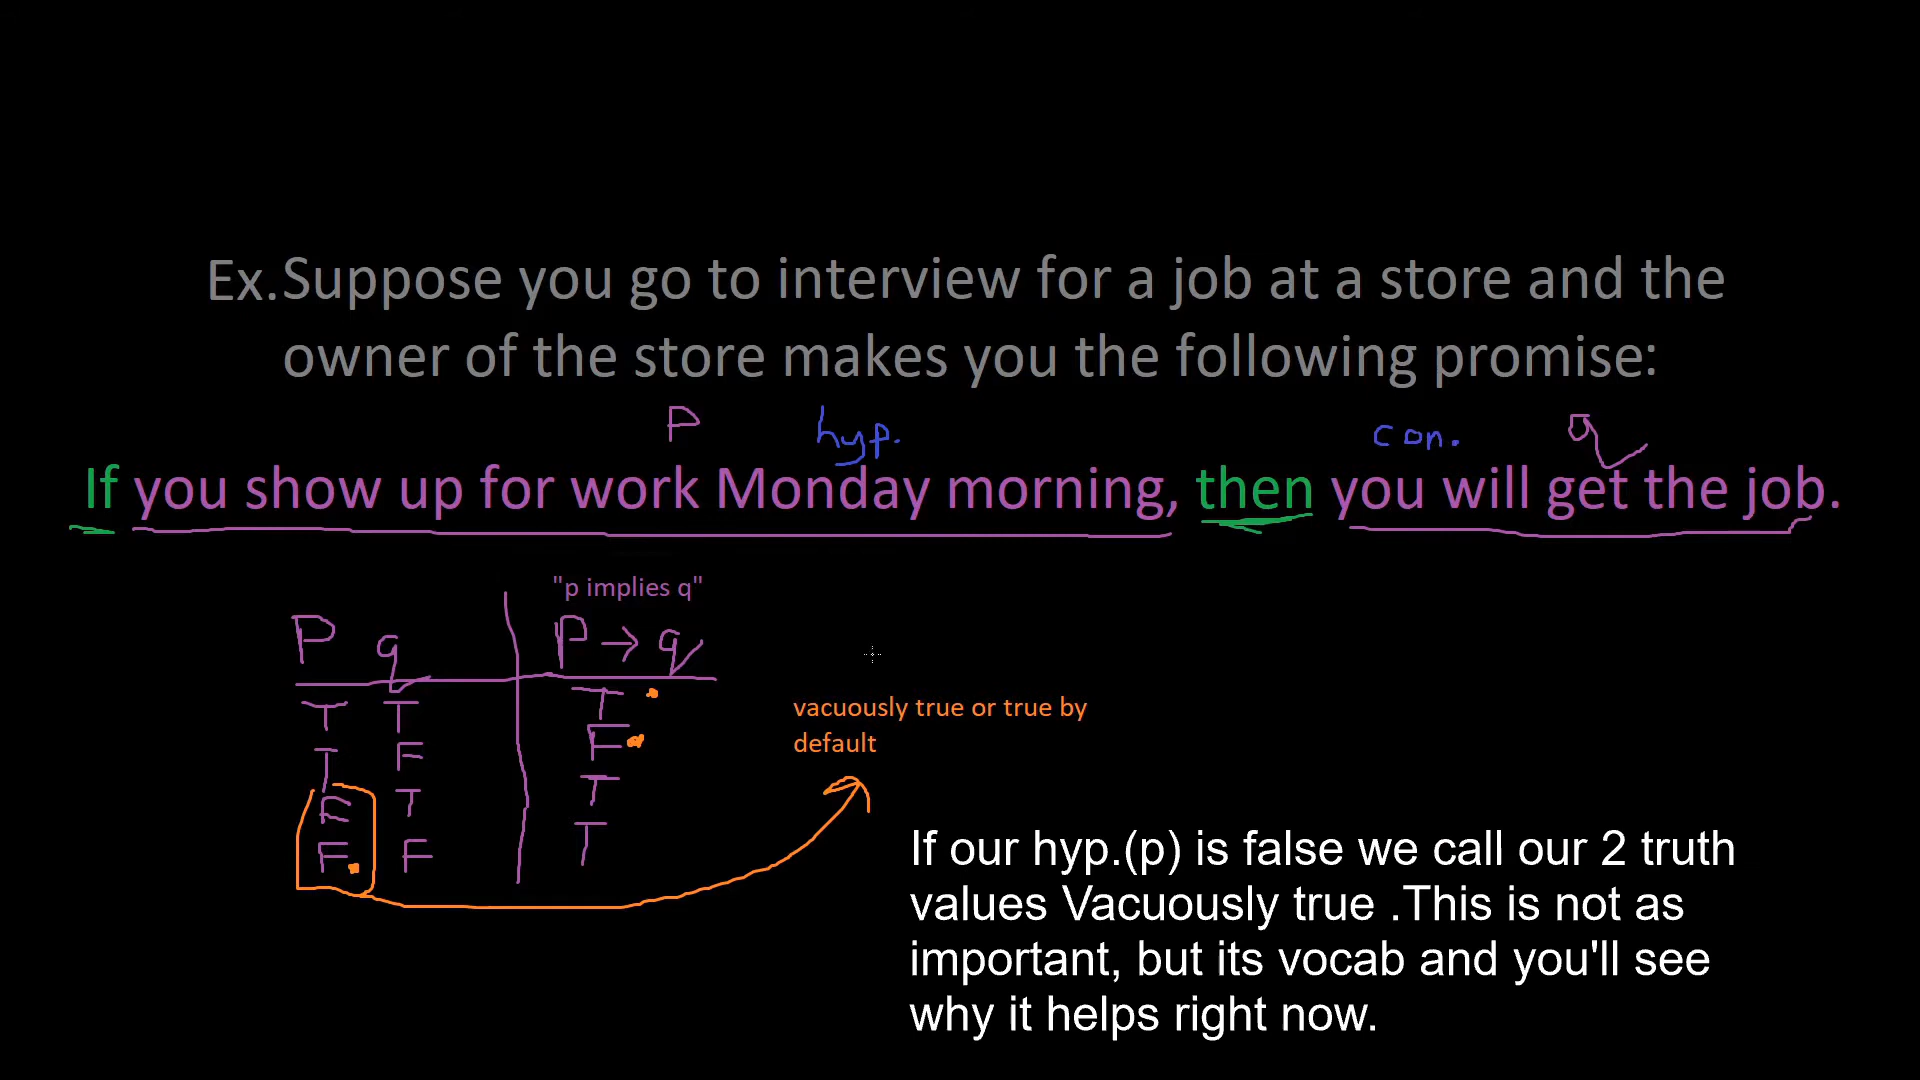 Ex.Suppose you go to interview for a job at a store and the
owner of the store makes you the following promise:
P hyp. con. q
If you show up for work Monday morning, then you will get the job.
"p implies q"
P q P → q
T T T
T F F
F T T
F F T
vacuously true or true by
default
If our hyp.(p) is false we call our 2 truth
values Vacuously true .This is not as
important, but its vocab and you'll see
why it helps right now.